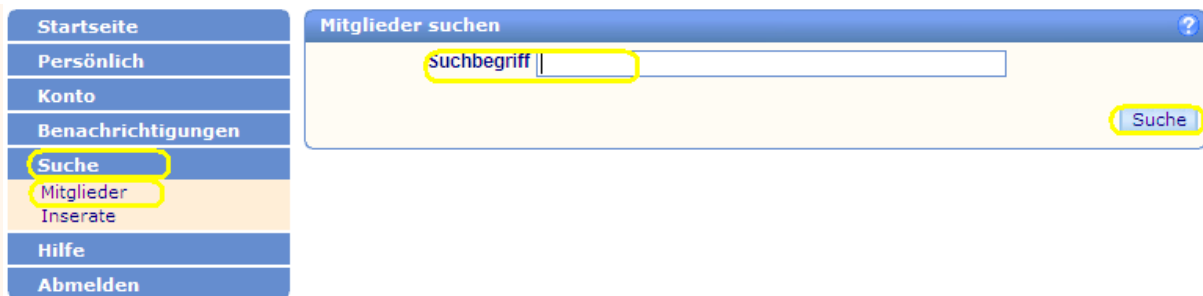 Startseite
Persönlich
Konto
Benachrichtigungen
Suche
Mitglieder
Inserate
Hilfe
Abmelden
Mitglieder suchen ?
Suchbegriff
Suche